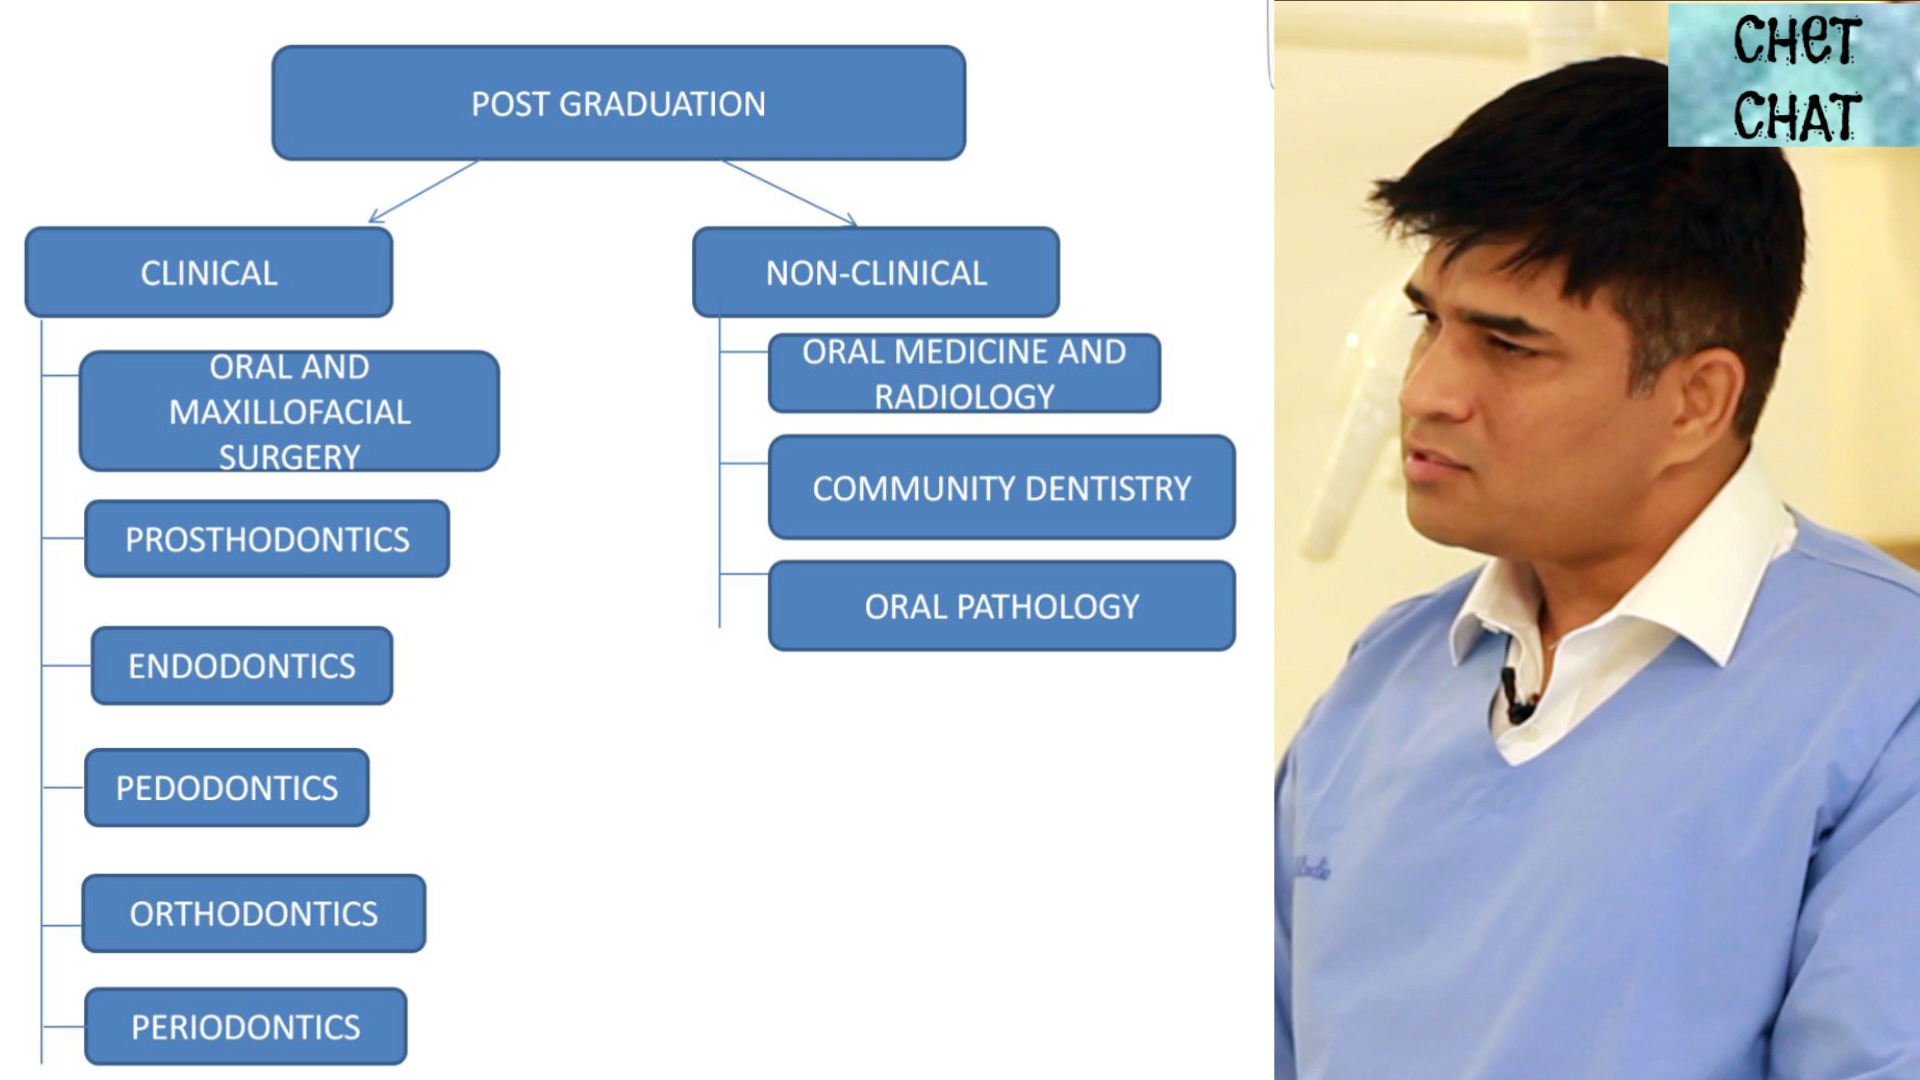 POST GRADUATION
CLINICAL
ORAL AND
MAXILLOFACIAL
SURGERY
PROSTHODONTICS
ENDODONTICS
PEDODONTICS
ORTHODONTICS
PERIODONTICS
NON-CLINICAL
ORAL MEDICINE AND
RADIOLOGY
COMMUNITY DENTISTRY
ORAL PATHOLOGY
CHeT
CHAT